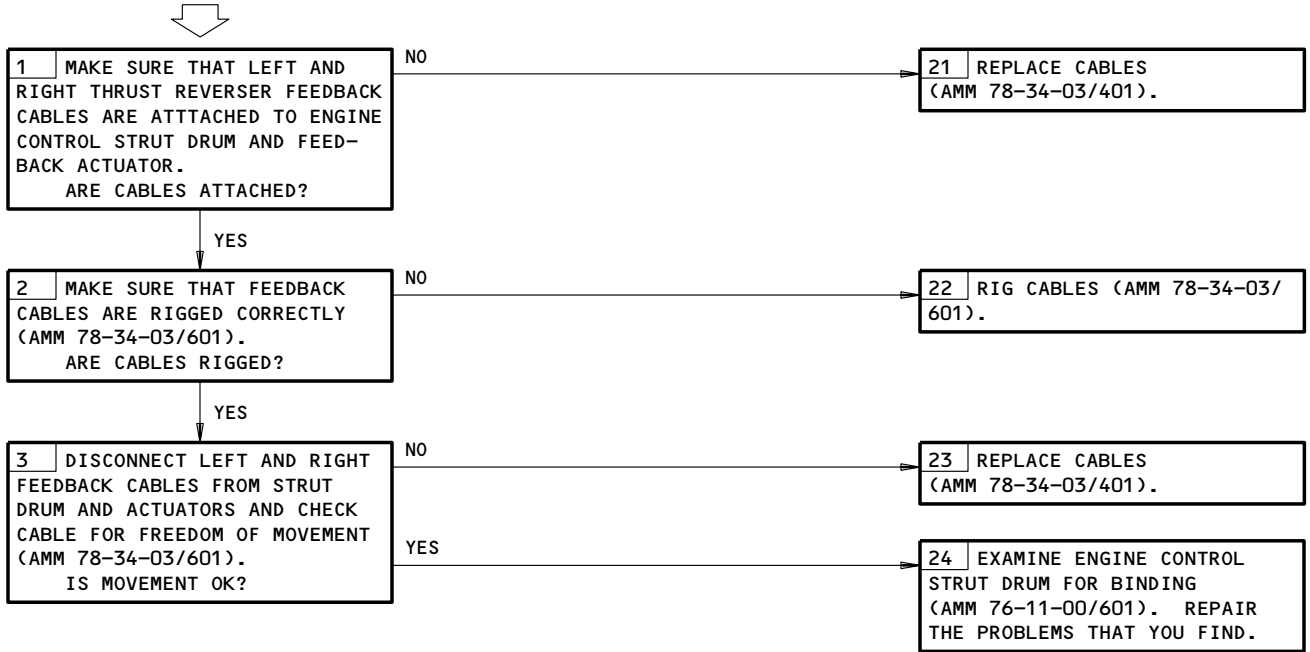 1 MAKE SURE THAT LEFT AND
RIGHT THRUST REVERSER FEEDBACK
CABLES ARE ATTTACHED TO ENGINE
CONTROL STRUT DRUM AND FEED-
BACK ACTUATOR.
ARE CABLES ATTACHED?
NO
21 REPLACE CABLES
(AMM 78-34-03/401).
YES
2 MAKE SURE THAT FEEDBACK
CABLES ARE RIGGED CORRECTLY
(AMM 78-34-03/601).
ARE CABLES RIGGED?
NO
22 RIG CABLES (AMM 78-34-03/
601).
YES
3 DISCONNECT LEFT AND RIGHT
FEEDBACK CABLES FROM STRUT
DRUM AND ACTUATORS AND CHECK
CABLE FOR FREEDOM OF MOVEMENT
(AMM 78-34-03/601).
IS MOVEMENT OK?
NO
23 REPLACE CABLES
(AMM 78-34-03/401).
YES
24 EXAMINE ENGINE CONTROL
STRUT DRUM FOR BINDING
(AMM 76-11-00/601). REPAIR
THE PROBLEMS THAT YOU FIND.